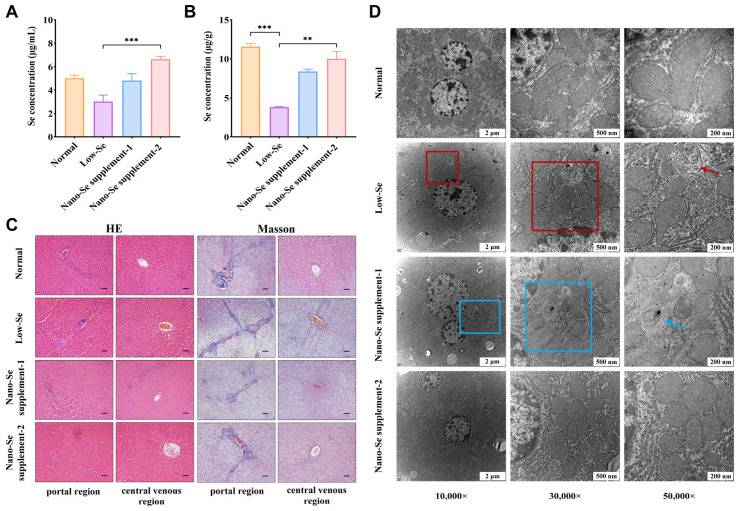 A
Se concentration (μg/mL)
8
6
4
2
0
***
Normal
Low-Se
Nano-Se supplement-1
Nano-Se supplement-2
B
Se concentration (μg/g)
15
10
5
0
***
**
Normal
Low-Se
Nano-Se supplement-1
Nano-Se supplement-2
C
HE
Masson
Normal
Low-Se
Nano-Se
supplement-1
Nano-Se
supplement-2
portal region
central venous
region
portal region
central venous
region
D
Normal
2 μm
500 nm
200 nm
Low-Se
2 μm
500 nm
200 nm
Nano-Se supplement-1
2 μm
500 nm
200 nm
Nano-Se supplement-2
2 μm
500 nm
200 nm
10,000×
30,000×
50,000×